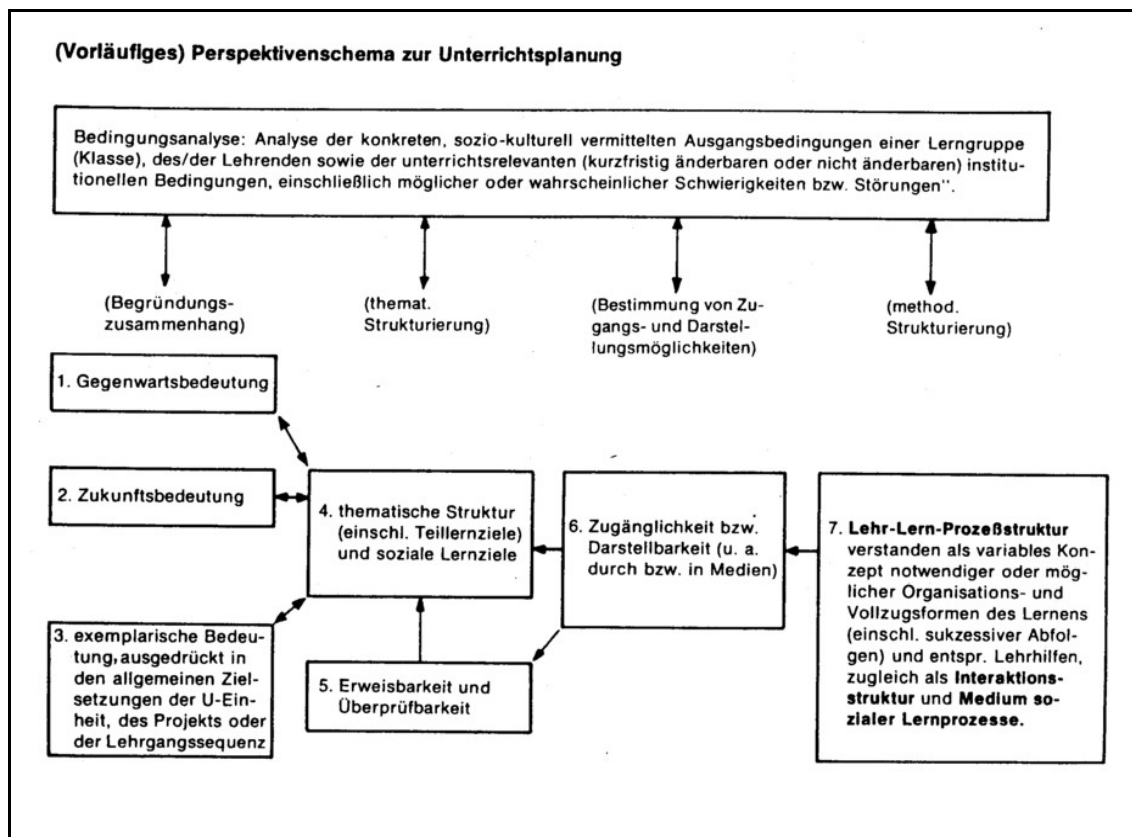 (Vorläufiges) Perspektivenschema zur Unterrichtsplanung
Bedingungsanalyse: Analyse der konkreten, sozio-kulturell vermittelten Ausgangsbedingungen einer Lerngruppe
(Klasse), des/der Lehrenden sowie der unterrichtsrelevanten (kurzfristig änderbaren oder nicht änderbaren) institu-
tionellen Bedingungen, einschließlich möglicher oder wahrscheinlicher Schwierigkeiten bzw. Störungen".
(Begründungs-
zusammenhang)
(themat.
Strukturierung)
(Bestimmung von Zu-
gangs- und Darstel-
lungsmöglichkeiten)
(method.
Strukturierung)
1. Gegenwartsbedeutung
2. Zukunftsbedeutung
3. exemplarische Bedeu-
tung, ausgedrückt in
den allgemeinen Ziel-
setzungen der U-Ein-
heit, des Projekts oder
der Lehrgangssequenz
4. thematische Struktur
(einschl. Teillernziele)
und soziale Lernziele
5. Erweisbarkeit und
Überprüfbarkeit
6. Zugänglichkeit bzw.
Darstellbarkeit (u. a.
durch bzw. in Medien)
7. Lehr-Lern-Prozeßstruktur
verstanden als variables Kon-
zept notwendiger oder mög-
licher Organisations- und
Vollzugsformen des Lernens
(einschl. sukzessiver Abfol-
gen) und entspr. Lehrhilfen,
zugleich als Interaktions-
struktur und Medium so-
zialer Lernprozesse.